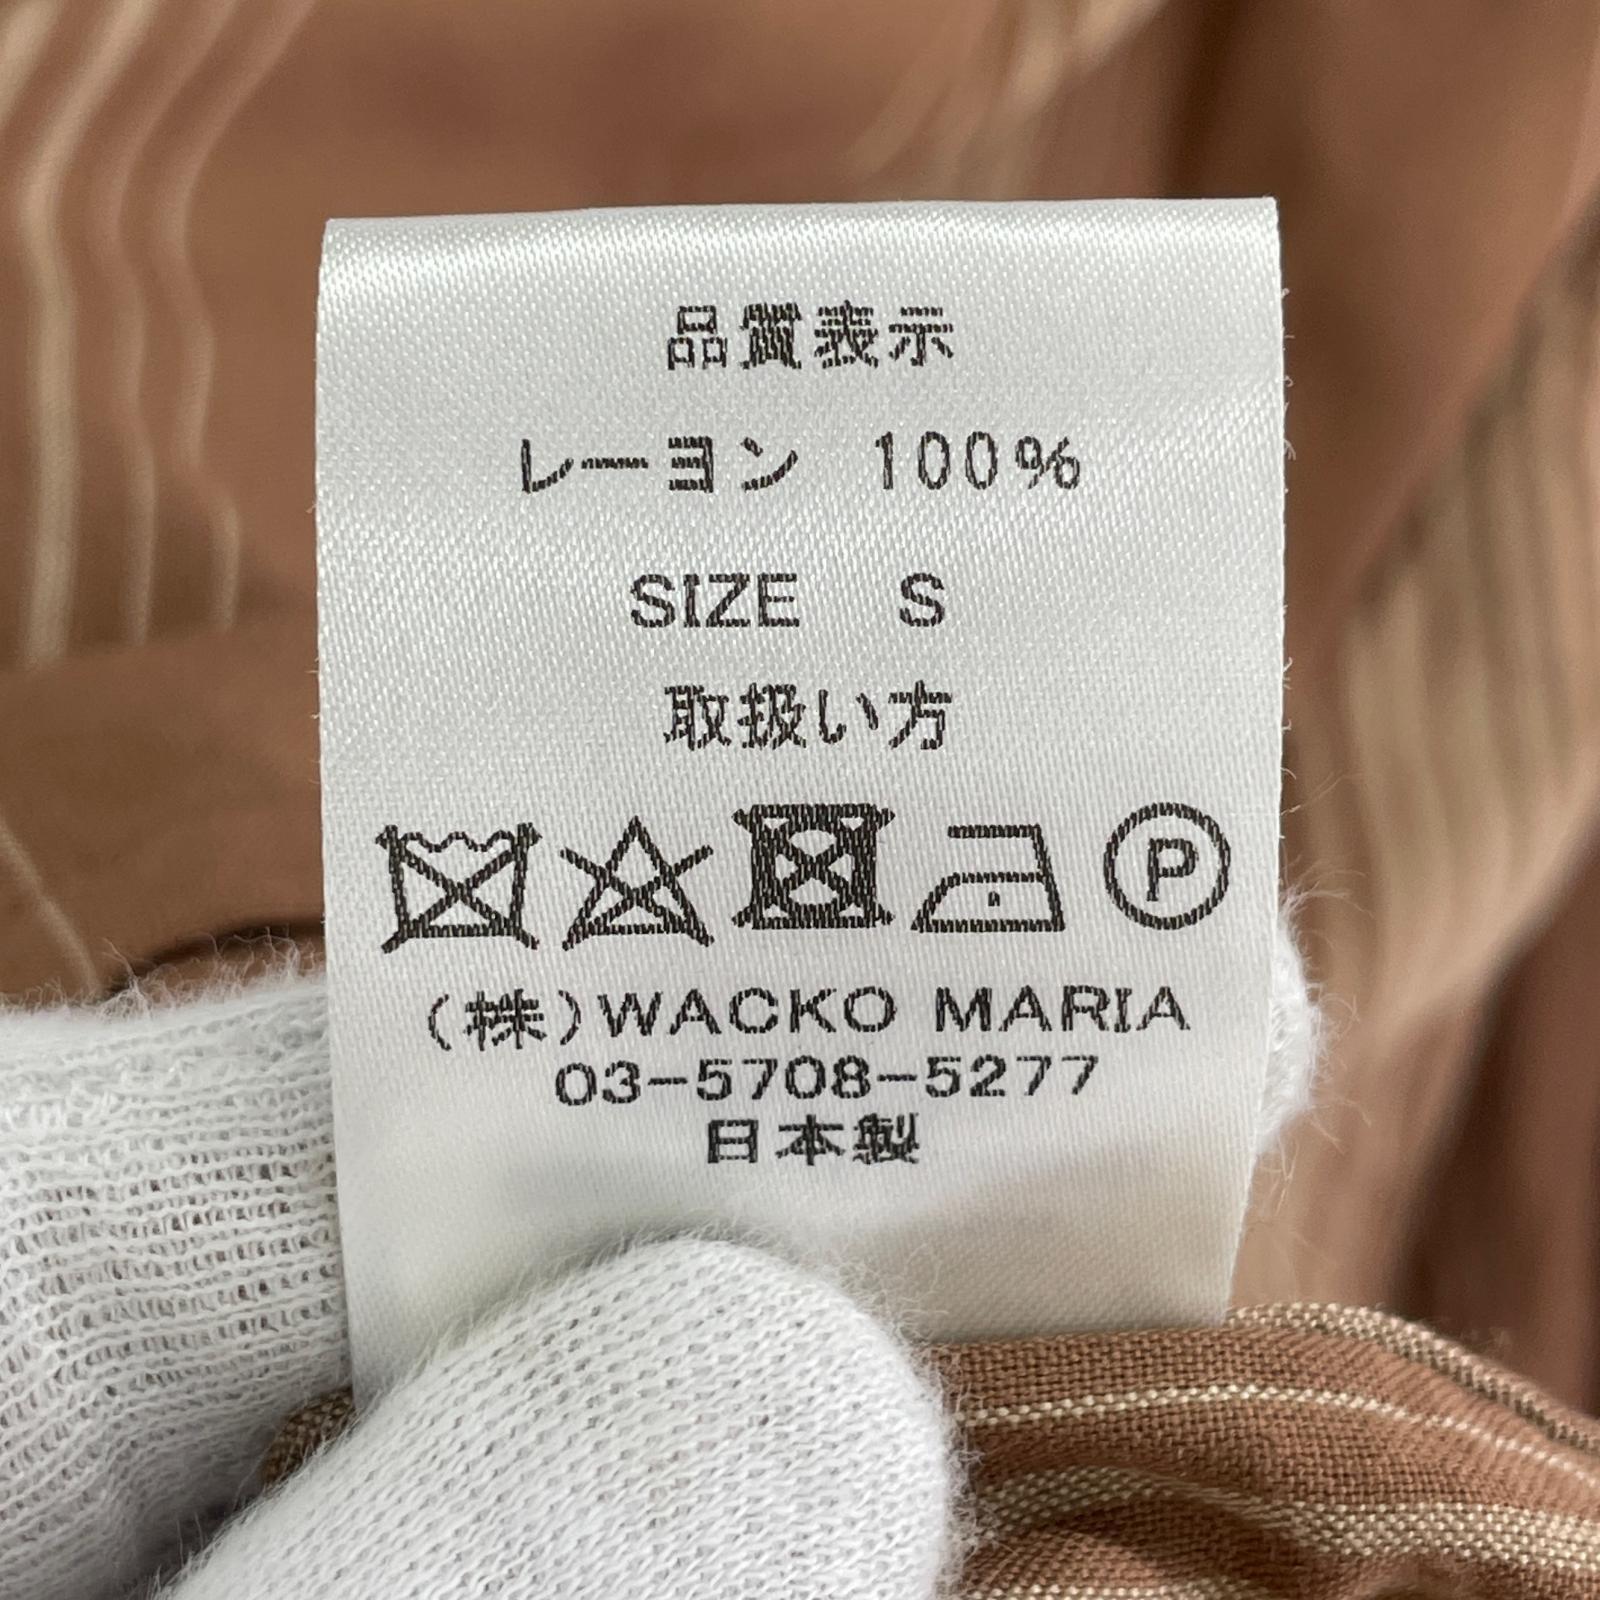 品質表示
レーヨン 100%
SIZE S
取扱い方
P
(株)WACKO MARIA
03-5708-5277
日本製